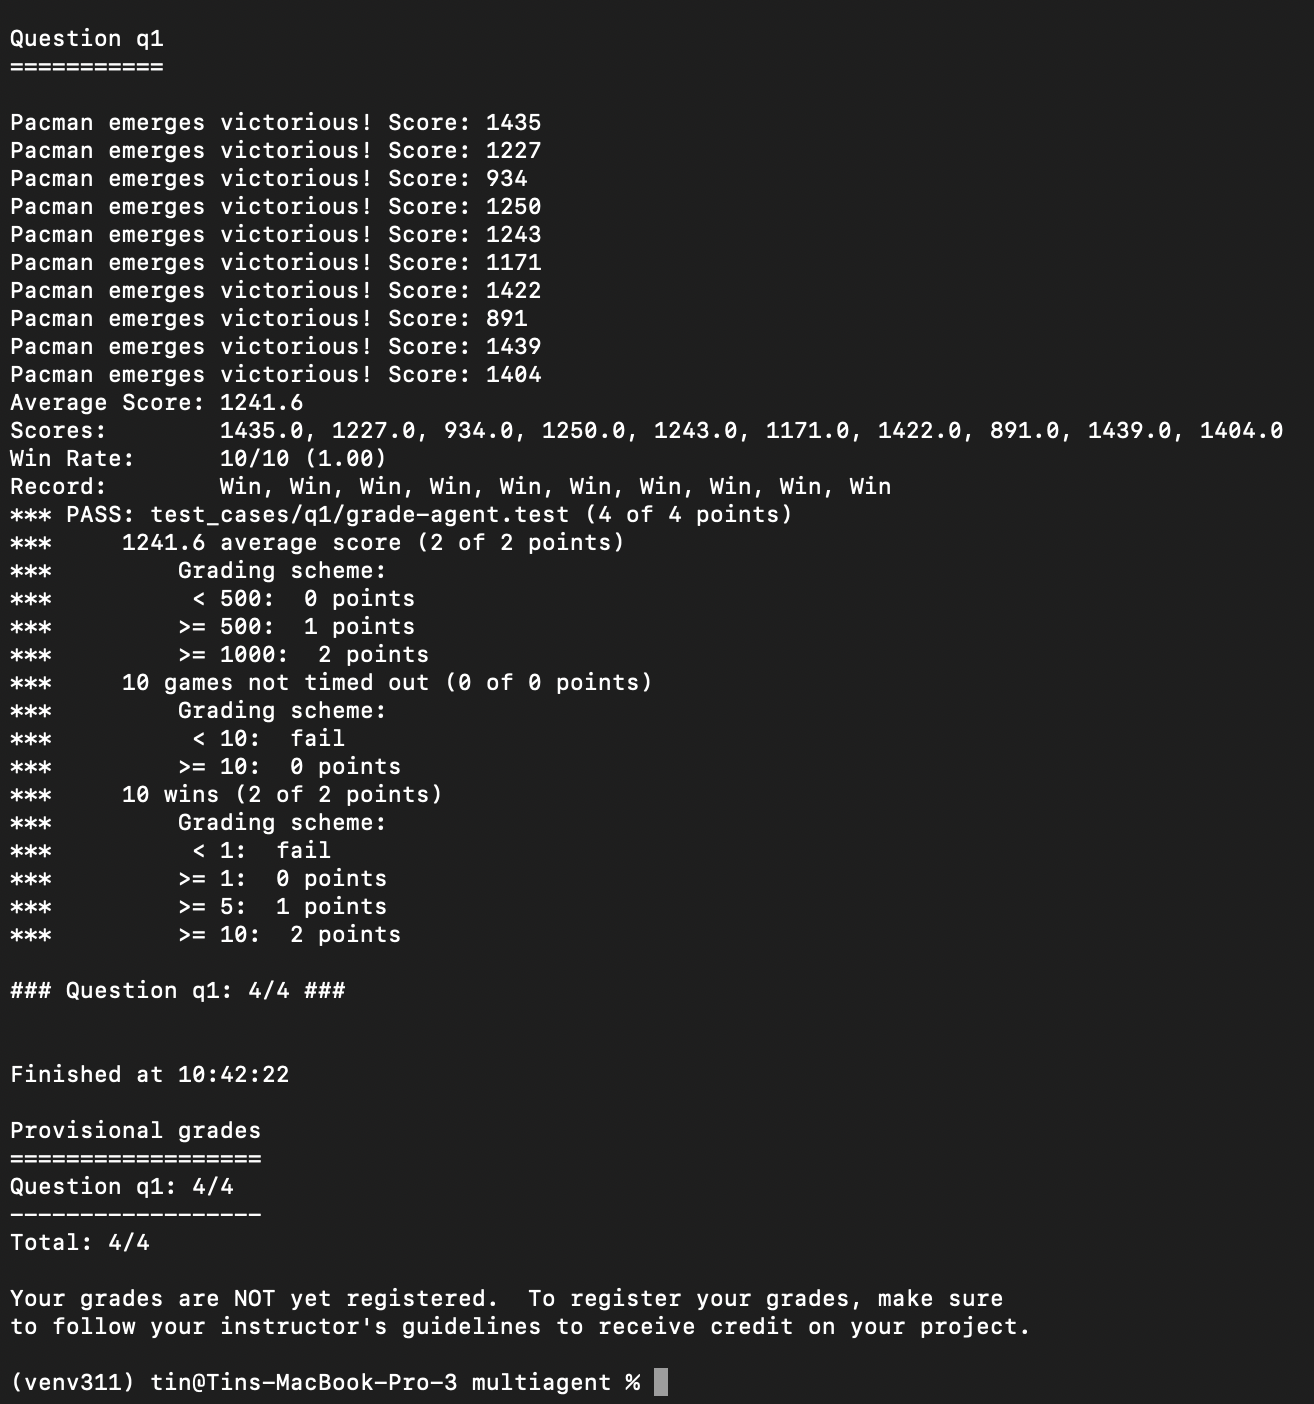 Question q1
===========
Pacman emerges victorious! Score: 1435
Pacman emerges victorious! Score: 1227
Pacman emerges victorious! Score: 934
Pacman emerges victorious! Score: 1250
Pacman emerges victorious! Score: 1243
Pacman emerges victorious! Score: 1171
Pacman emerges victorious! Score: 1422
Pacman emerges victorious! Score: 891
Pacman emerges victorious! Score: 1439
Pacman emerges victorious! Score: 1404
Average Score: 1241.6
Scores:        1435.0, 1227.0, 934.0, 1250.0, 1243.0, 1171.0, 1422.0, 891.0, 1439.0, 1404.0
Win Rate:      10/10 (1.00)
Record:        Win, Win, Win, Win, Win, Win, Win, Win, Win, Win
*** PASS: test_cases/q1/grade-agent.test (4 of 4 points)
***     1241.6 average score (2 of 2 points)
***         Grading scheme:
***          < 500:  0 points
***         >= 500:  1 points
***         >= 1000:  2 points
***     10 games not timed out (0 of 0 points)
***         Grading scheme:
***          < 10:  fail
***         >= 10:  0 points
***     10 wins (2 of 2 points)
***         Grading scheme:
***          < 1:  fail
***         >= 1:  0 points
***         >= 5:  1 points
***         >= 10:  2 points
### Question q1: 4/4 ###
Finished at 10:42:22
Provisional grades
==================
Question q1: 4/4
------------------
Total: 4/4
Your grades are NOT yet registered.  To register your grades, make sure
to follow your instructor's guidelines to receive credit on your project.
(venv311) tin@Tins-MacBook-Pro-3 multiagent %